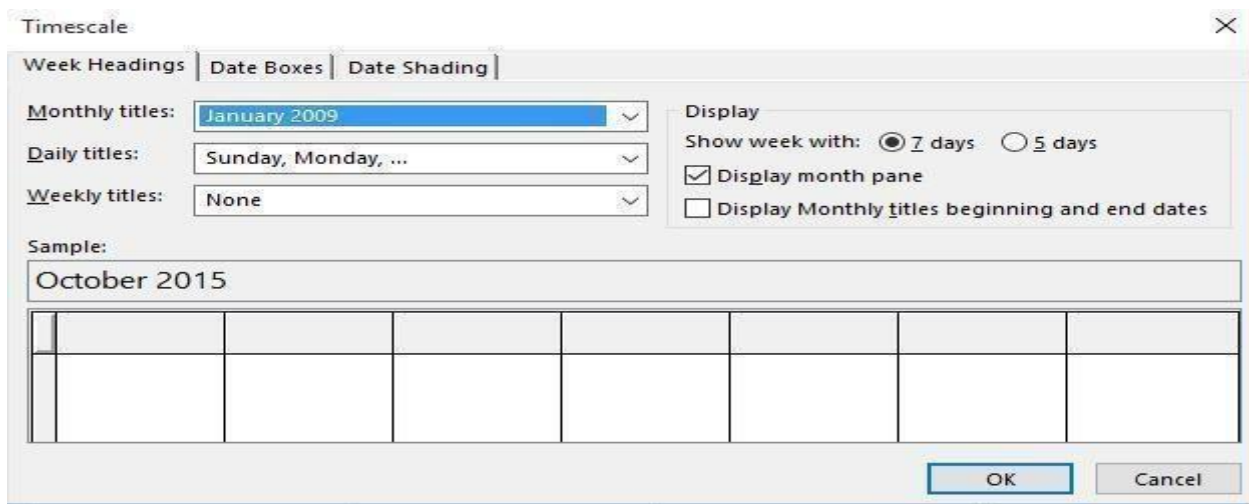 Timescale
Week Headings Date Boxes Date Shading
Monthly titles: January 2009
Daily titles: Sunday, Monday, ...
Weekly titles: None
Display
Show week with: 7 days 5 days
Display month pane
Display Monthly titles beginning and end dates
Sample:
October 2015
OK Cancel